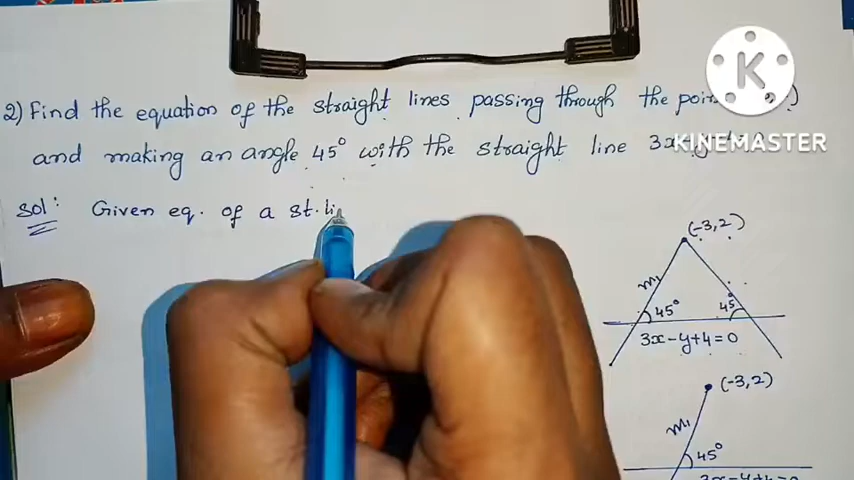 2) Find the equation of the straight lines passing through the
and making an angle 45° with the straight line
KINEMASTER
Sol: Given eq. of a st.
(-3,2)
m₁
45° 45
3x-y+4=0
(-3,2)
m₁
45°
3x-y+4=0